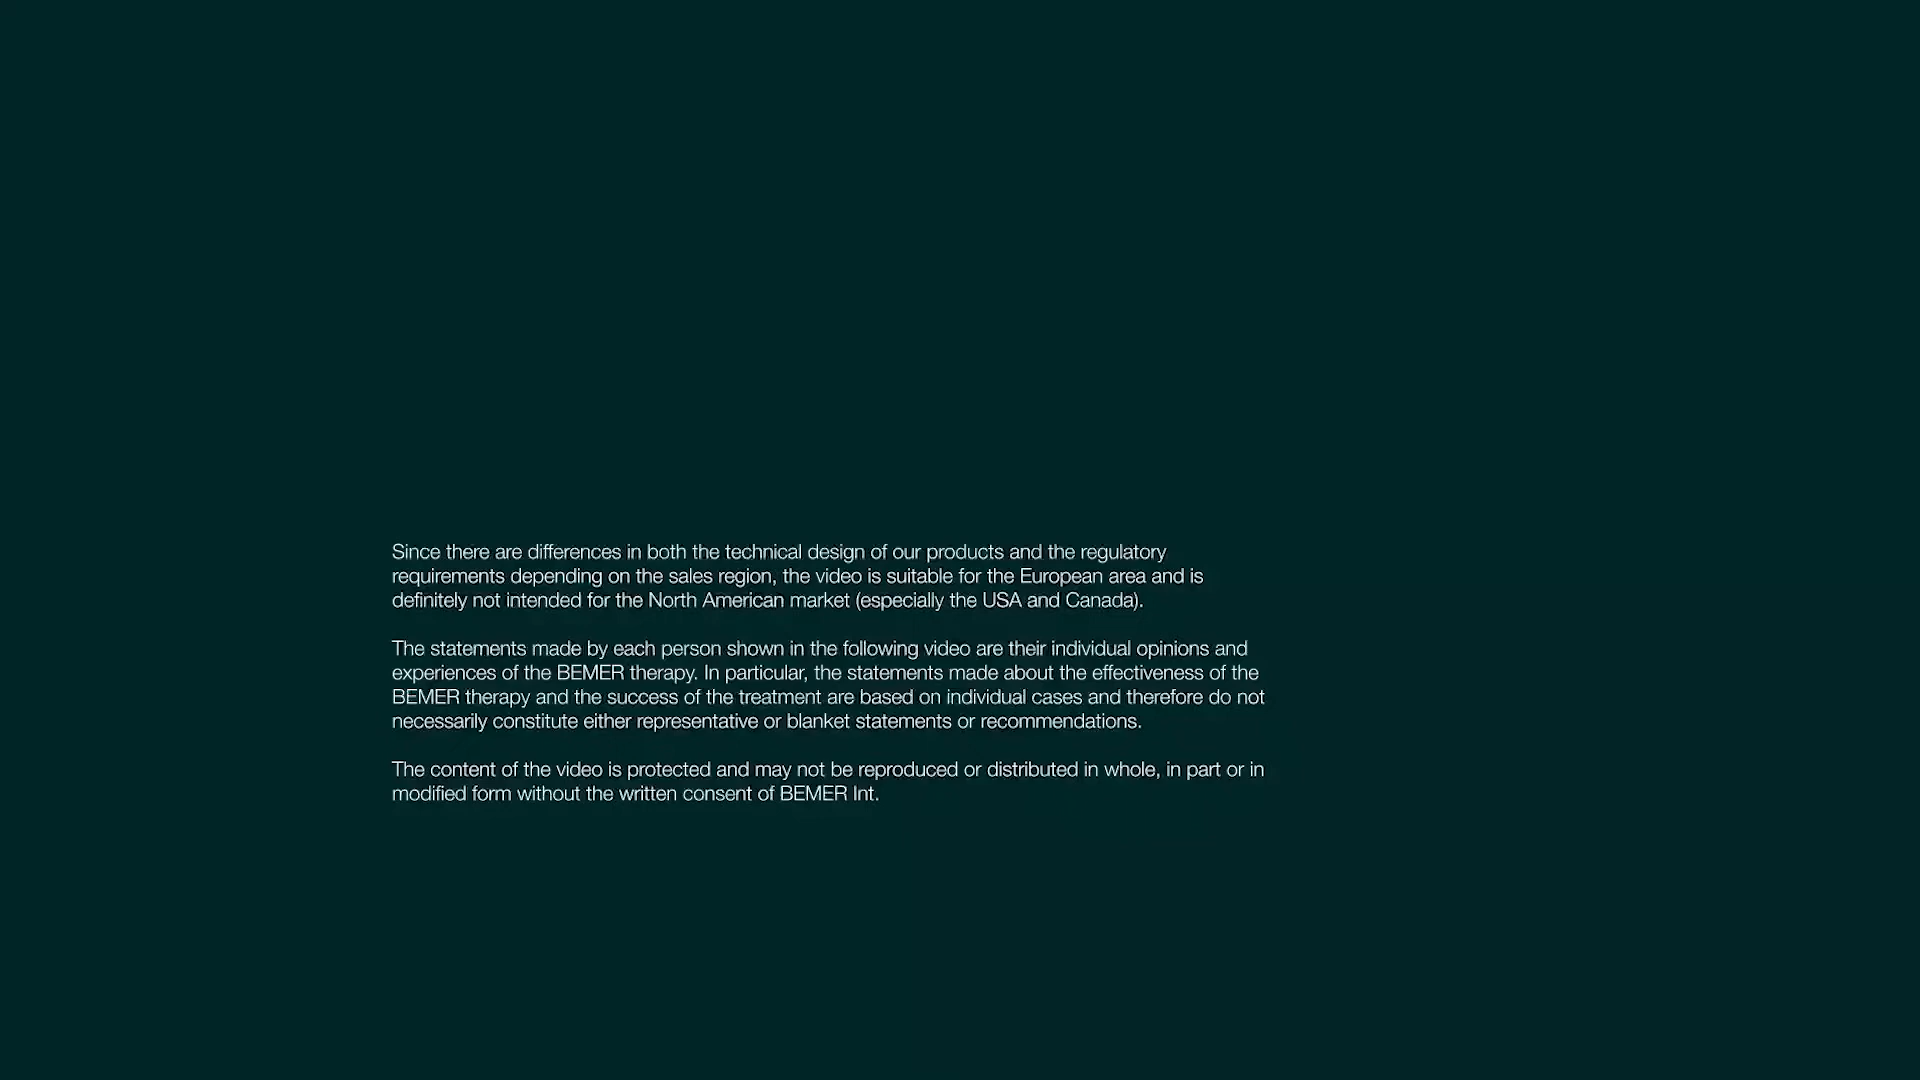 Since there are differences in both the technical design of our products and the regulatory
requirements depending on the sales region, the video is suitable for the European area and is
definitely not intended for the North American market (especially the USA and Canada).
The statements made by each person shown in the following video are their individual opinions and
experiences of the BEMER therapy. In particular, the statements made about the effectiveness of the
BEMER therapy and the success of the treatment are based on individual cases and therefore do not
necessarily constitute either representative or blanket statements or recommendations.
The content of the video is protected and may not be reproduced or distributed in whole, in part or in
modified form without the written consent of BEMER Int.